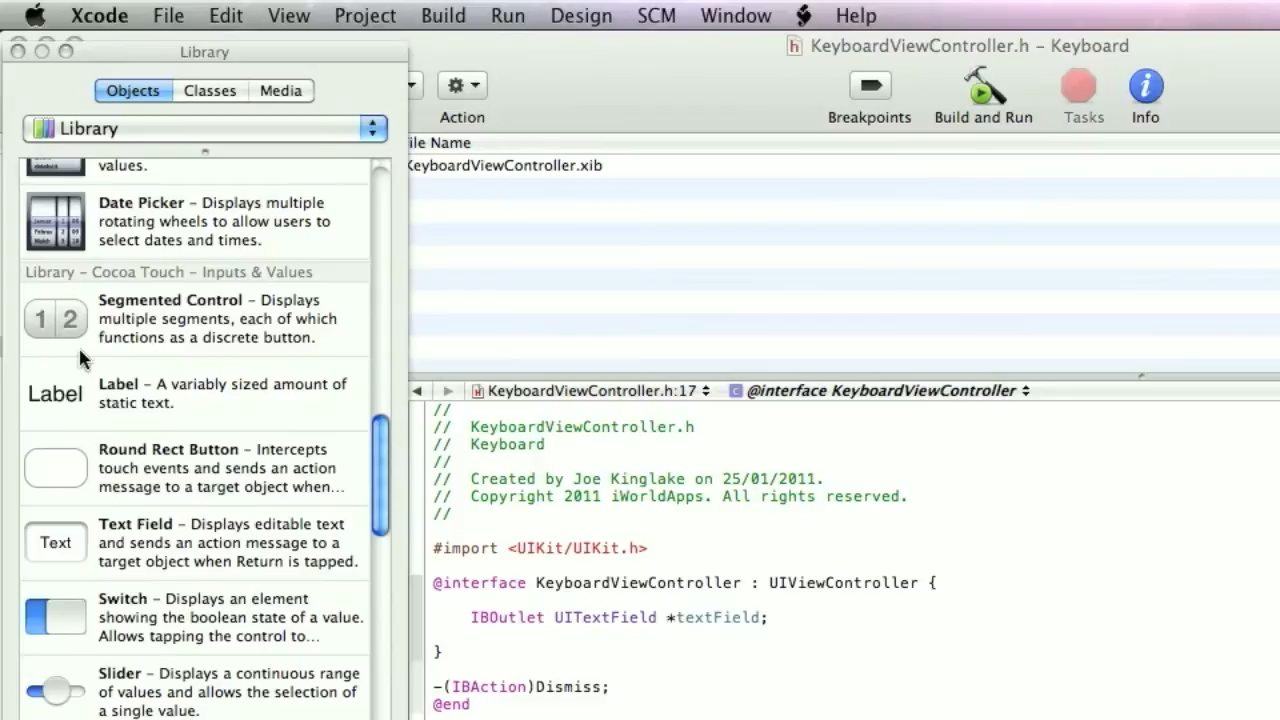 Xcode File Edit View Project Build Run Design SCM Window Help
Library
Objects Classes Media
Library
values.
Date Picker – Displays multiple
rotating wheels to allow users to
select dates and times.
Library – Cocoa Touch – Inputs & Values
1 2
Segmented Control – Displays
multiple segments, each of which
functions as a discrete button.
Label
Label – A variably sized amount of
static text.
Round Rect Button – Intercepts
touch events and sends an action
message to a target object when...
Text
Text Field – Displays editable text
and sends an action message to a
target object when Return is tapped.
Switch – Displays an element
showing the boolean state of a value.
Allows tapping the control to...
Slider – Displays a continuous range
of values and allows the selection of
a single value.
KeyboardViewController.h – Keyboard
Action
Breakpoints
Build and Run
Tasks
Info
ile Name
KeyboardViewController.xib
KeyboardViewController.h:17 @interface KeyboardViewController
//
// KeyboardViewController.h
// Keyboard
//
// Created by Joe Kinglake on 25/01/2011.
// Copyright 2011 iWorldApps. All rights reserved.
//
#import <UIKit/UIKit.h>
@interface KeyboardViewController : UIViewController {
IBOutlet UITextField *textField;
}
-(IBAction)Dismiss;
@end